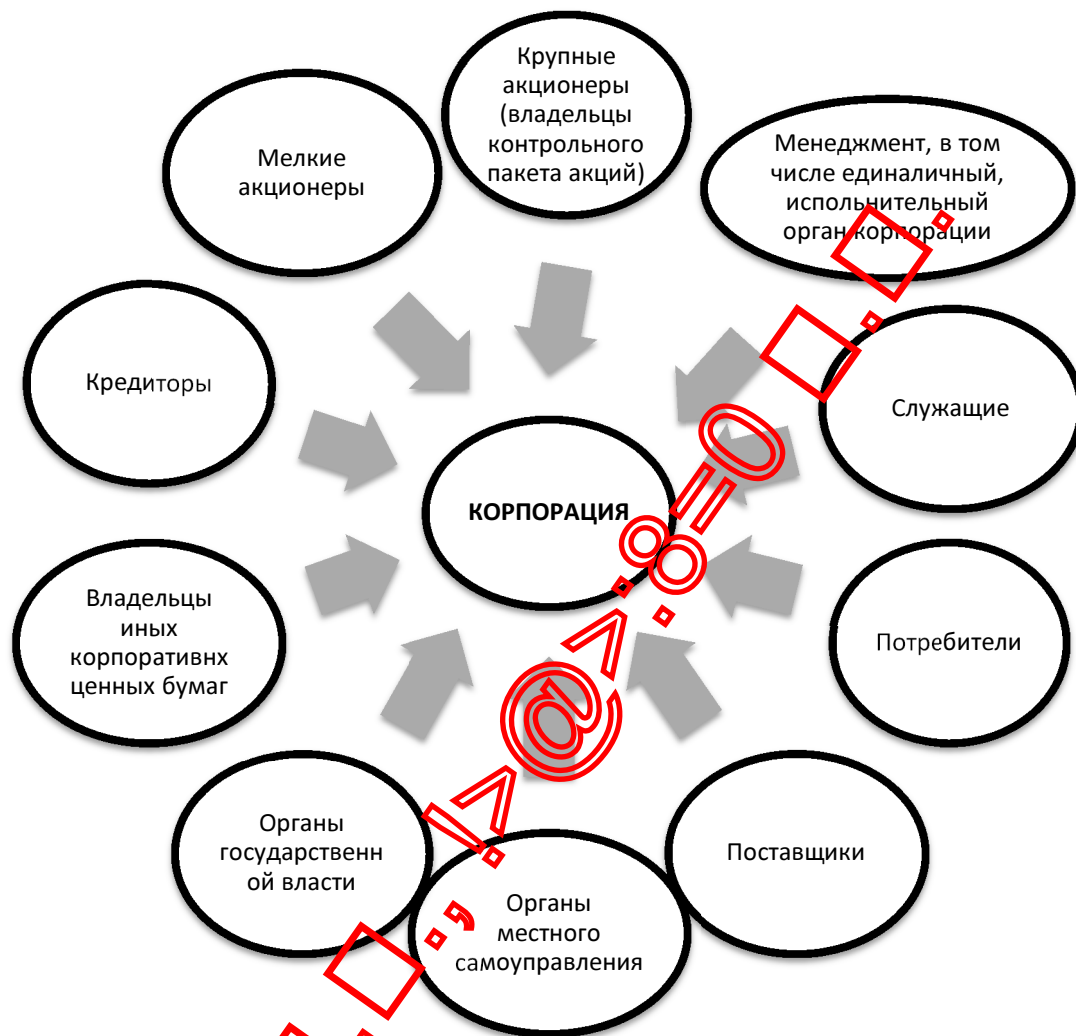 Крупные
акционеры
(владельцы
контрольного
пакета акций)
Мелкие
акционеры
Менеджмент, в том
числе единаличный,
испольнительный
орган корпорации
Кредиторы
Служащие
КОРПОРАЦИЯ
Владельцы
иных
корпоративнх
ценных бумаг
Потребители
Органы
государственн
ой власти
Поставщики
Органы
местного
самоуправления